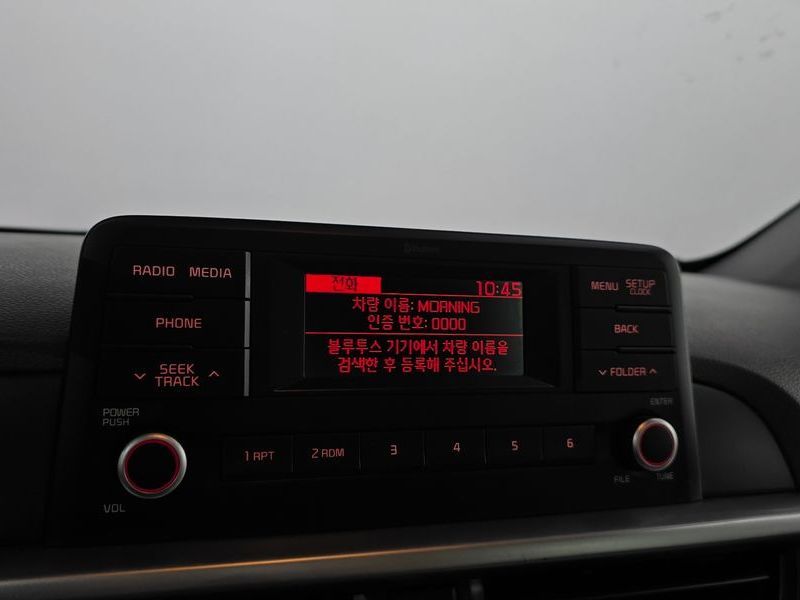 RADIO MEDIA
전화 10:45
MENU SETUP
CLOCK
차량 이름: MORNING
인증 번호: 0000
PHONE
BACK
블루투스 기기에서 차량 이름을
검색한 후 등록해 주십시오.
SEEK
TRACK
FOLDER
POWER
PUSH
ENTER
1 RPT 2 RDM 3 4 5 6
VOL
FILE TUNE